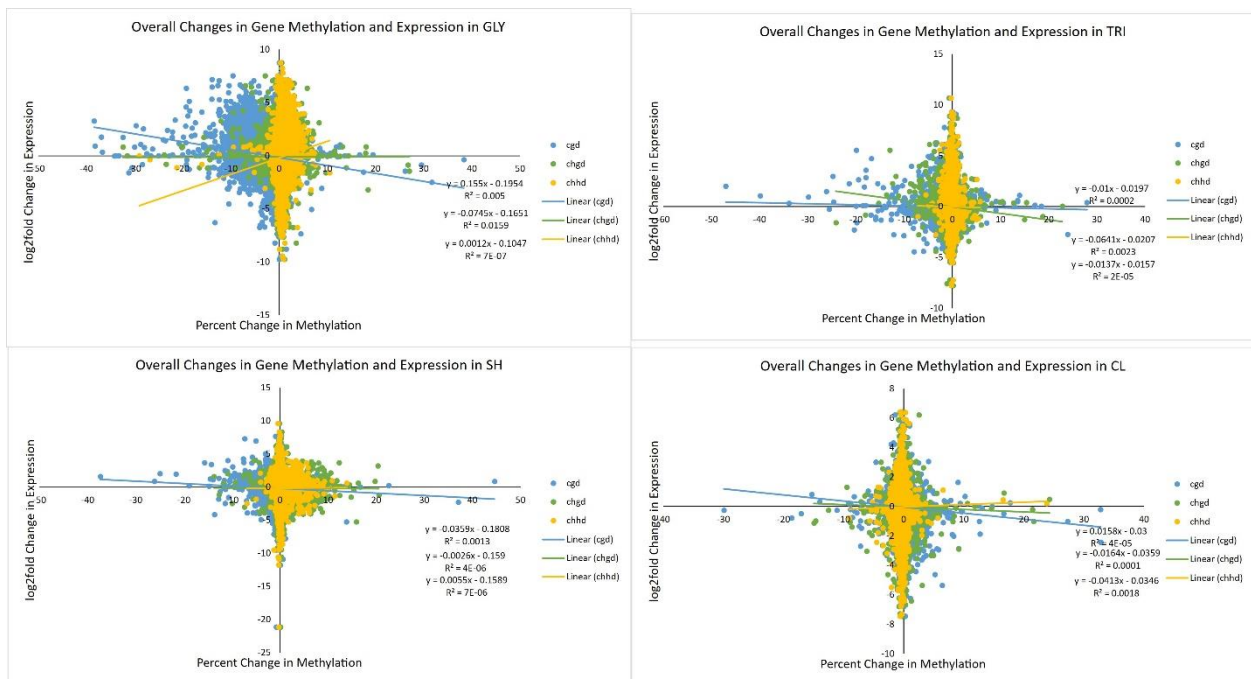 Overall Changes in Gene Methylation and Expression in GLY
10
5
0
-50 -40 -30 -20 -10 0 10 20 30 40 50
-5
-10
-15
log2fold Change in Expression
Percent Change in Methylation
cgd
chgd
chhd
Linear (cgd)
Linear (chgd)
Linear (chhd)
y = 0.155x - 0.1954
R² = 0.005
y = -0.0745x - 0.1651
R² = 0.0159
y = 0.0012x - 0.1047
R² = 7E-07
Overall Changes in Gene Methylation and Expression in TRI
15
10
5
0
-60 -50 -40 -30 -20 -10 0 10 20 30 40
-5
-10
log2fold Change in Expression
Percent Change in Methylation
cgd
chgd
chhd
Linear (cgd)
Linear (chgd)
Linear (chhd)
y = -0.01x - 0.0197
R² = 0.0002
y = -0.0641x - 0.0207
R² = 0.0023
y = -0.0137x - 0.0157
R² = 2E-05
Overall Changes in Gene Methylation and Expression in SH
15
10
5
0
-50 -40 -30 -20 -10 0 10 20 30 40 50
-5
-10
-15
-20
-25
log2fold Change in Expression
Percent Change in Methylation
cgd
chgd
chhd
Linear (cgd)
Linear (chgd)
Linear (chhd)
y = -0.0359x - 0.1808
R² = 0.0013
y = -0.0026x - 0.159
R² = 4E-06
y = 0.0055x - 0.1589
R² = 7E-06
Overall Changes in Gene Methylation and Expression in CL
8
6
4
2
0
-40 -30 -20 -10 0 10 20 30 40
-2
-4
-6
-8
-10
log2fold Change in Expression
Percent Change in Methylation
cgd
chgd
chhd
Linear (cgd)
Linear (chgd)
Linear (chhd)
y = 0.0158x - 0.03
R² = 4E-05
y = -0.0164x - 0.0359
R² = 0.0001
y = -0.0413x - 0.0346
R² = 0.0018